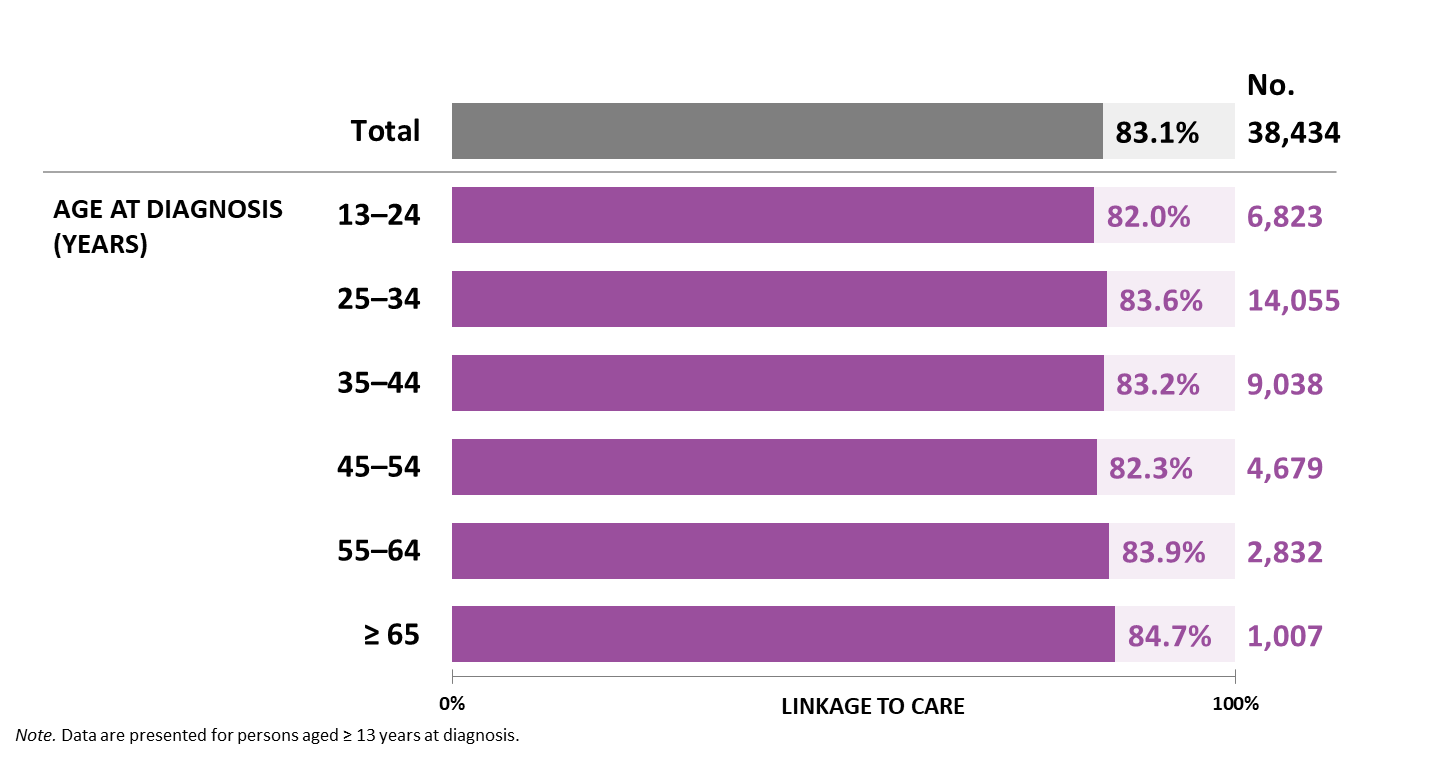 No.
Total 83.1% 38,434
AGE AT DIAGNOSIS
(YEARS)
13–24 82.0% 6,823
25–34 83.6% 14,055
35–44 83.2% 9,038
45–54 82.3% 4,679
55–64 83.9% 2,832
≥ 65 84.7% 1,007
0% LINKAGE TO CARE 100%
Note. Data are presented for persons aged ≥ 13 years at diagnosis.